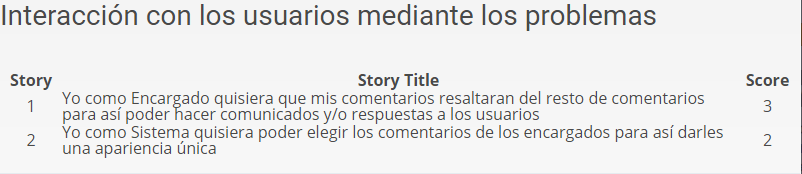 Interacción con los usuarios mediante los problemas
Story Story Title Score
1 Yo como Encargado quisiera que mis comentarios resaltaran del resto de comentarios 3
para así poder hacer comunicados y/o respuestas a los usuarios
2 Yo como Sistema quisiera poder elegir los comentarios de los encargados para así darles 2
una apariencia única